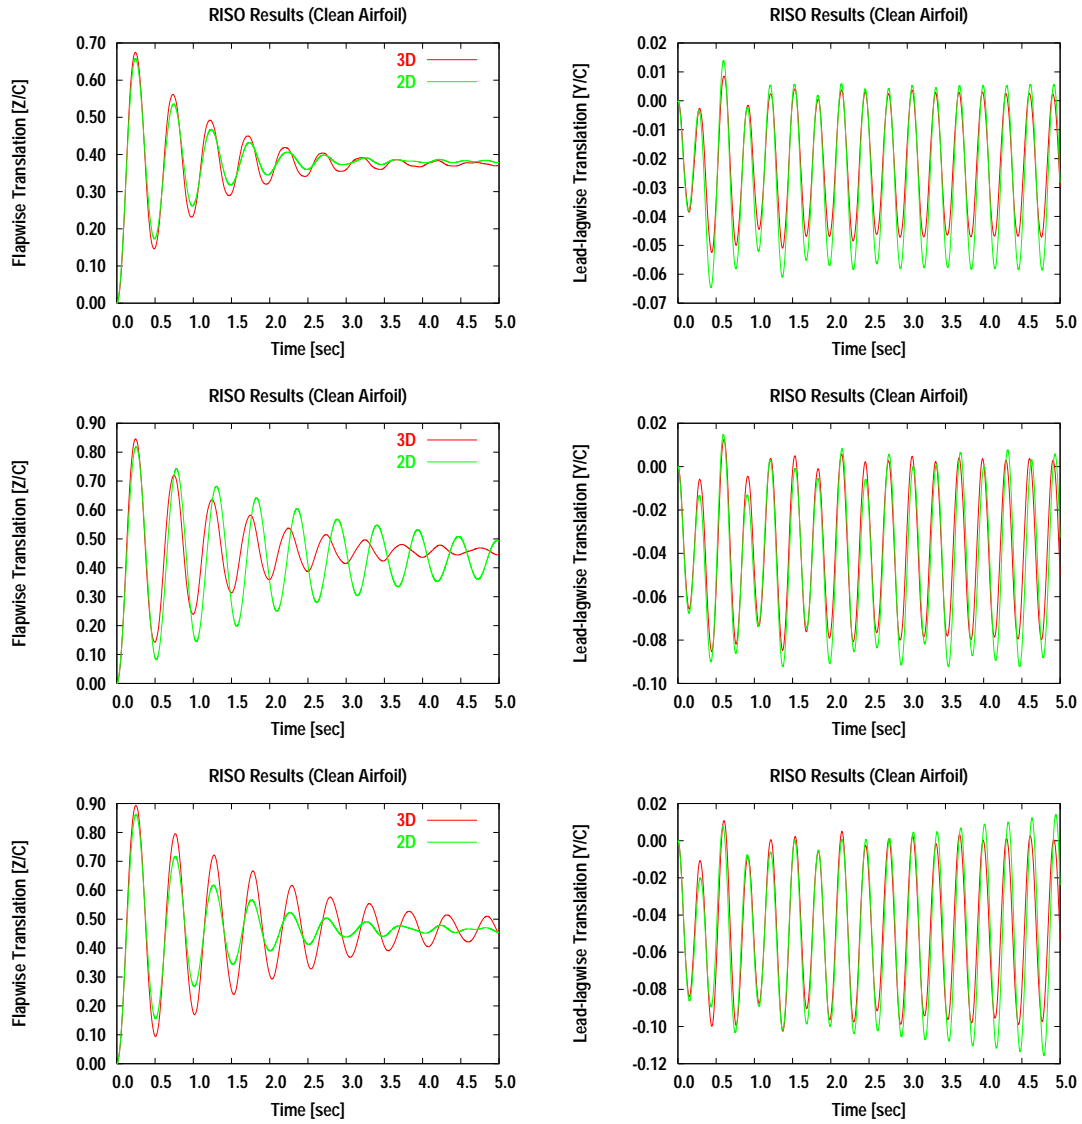 RISO Results (Clean Airfoil)
Flapwise Translation [Z/C]
0.70
0.60
0.50
0.40
0.30
0.20
0.10
0.00
3D
2D
0.0 0.5 1.0 1.5 2.0 2.5 3.0 3.5 4.0 4.5 5.0
Time [sec]
RISO Results (Clean Airfoil)
Lead-lagwise Translation [Y/C]
0.02
0.01
0.00
-0.01
-0.02
-0.03
-0.04
-0.05
-0.06
-0.07
0.0 0.5 1.0 1.5 2.0 2.5 3.0 3.5 4.0 4.5 5.0
Time [sec]
RISO Results (Clean Airfoil)
Flapwise Translation [Z/C]
0.90
0.80
0.70
0.60
0.50
0.40
0.30
0.20
0.10
0.00
3D
2D
0.0 0.5 1.0 1.5 2.0 2.5 3.0 3.5 4.0 4.5 5.0
Time [sec]
RISO Results (Clean Airfoil)
Lead-lagwise Translation [Y/C]
0.02
0.00
-0.02
-0.04
-0.06
-0.08
-0.10
0.0 0.5 1.0 1.5 2.0 2.5 3.0 3.5 4.0 4.5 5.0
Time [sec]
RISO Results (Clean Airfoil)
Flapwise Translation [Z/C]
0.90
0.80
0.70
0.60
0.50
0.40
0.30
0.20
0.10
0.00
3D
2D
0.0 0.5 1.0 1.5 2.0 2.5 3.0 3.5 4.0 4.5 5.0
Time [sec]
RISO Results (Clean Airfoil)
Lead-lagwise Translation [Y/C]
0.02
0.00
-0.02
-0.04
-0.06
-0.08
-0.10
-0.12
0.0 0.5 1.0 1.5 2.0 2.5 3.0 3.5 4.0 4.5 5.0
Time [sec]